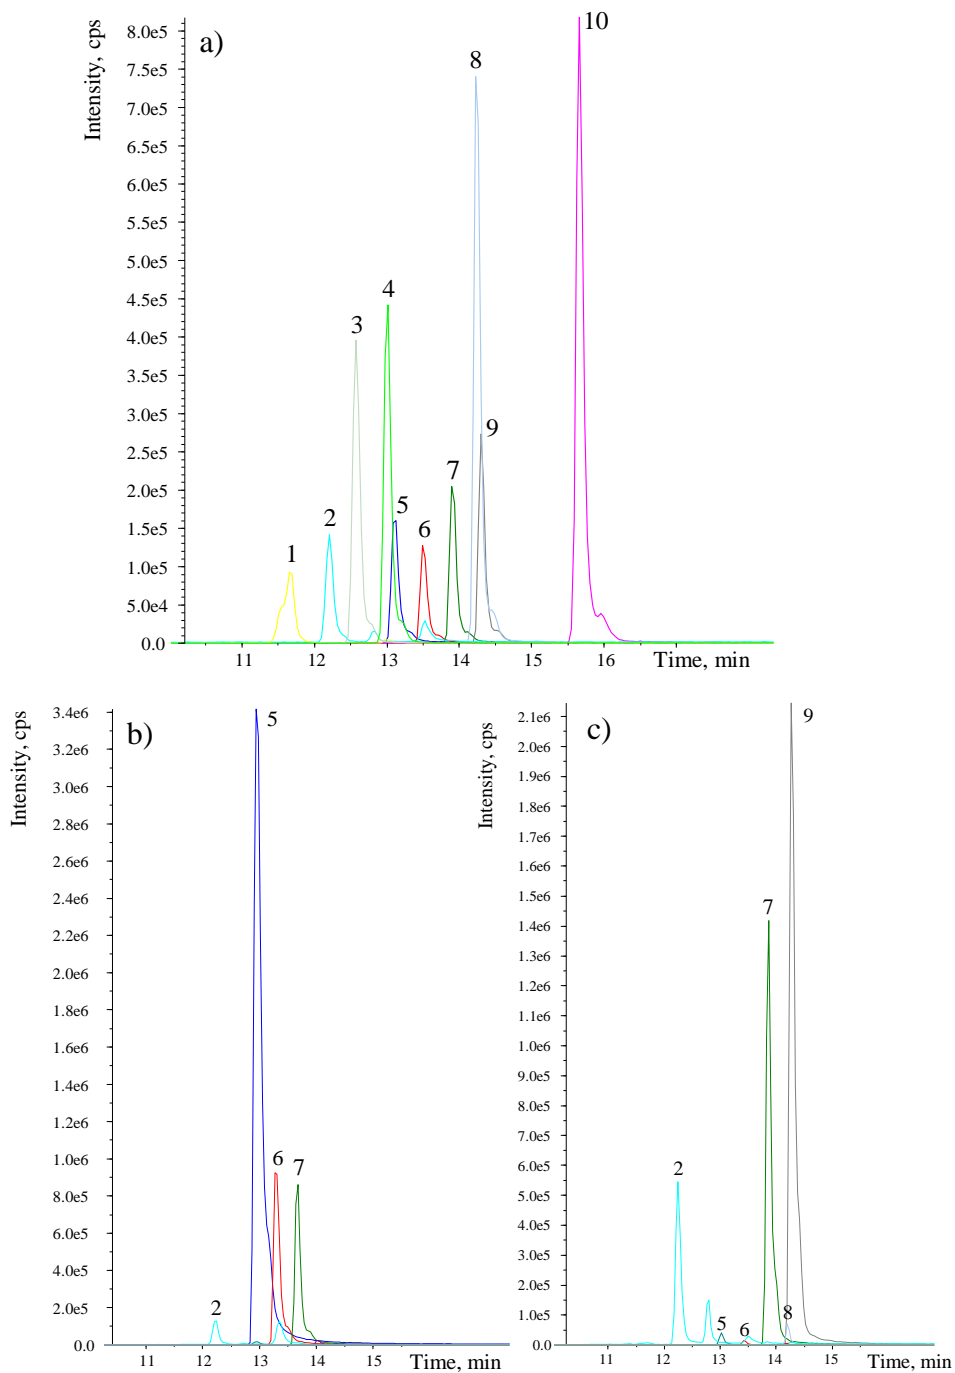 a)
Intensity, cps
8.0e5
7.5e5
7.0e5
6.5e5
6.0e5
5.5e5
5.0e5
4.5e5
4.0e5
3.5e5
3.0e5
2.5e5
2.0e5
1.5e5
1.0e5
5.0e4
0.0
1
2
3
4
5
6
7
8
9
10
11 12 13 14 15 16 Time, min
b)
Intensity, cps
3.4e6
3.2e6
3.0e6
2.8e6
2.6e6
2.4e6
2.2e6
2.0e6
1.8e6
1.6e6
1.4e6
1.2e6
1.0e6
8.0e5
6.0e5
4.0e5
2.0e5
0.0
2
5
6
7
11 12 13 14 15 Time, min
c)
Intensity, cps
2.1e6
2.0e6
1.9e6
1.8e6
1.7e6
1.6e6
1.5e6
1.4e6
1.3e6
1.2e6
1.1e6
1.0e6
9.0e5
8.0e5
7.0e5
6.0e5
5.0e5
4.0e5
3.0e5
2.0e5
1.0e5
0.0
2
5
6
7
8
9
11 12 13 14 15 Time, min